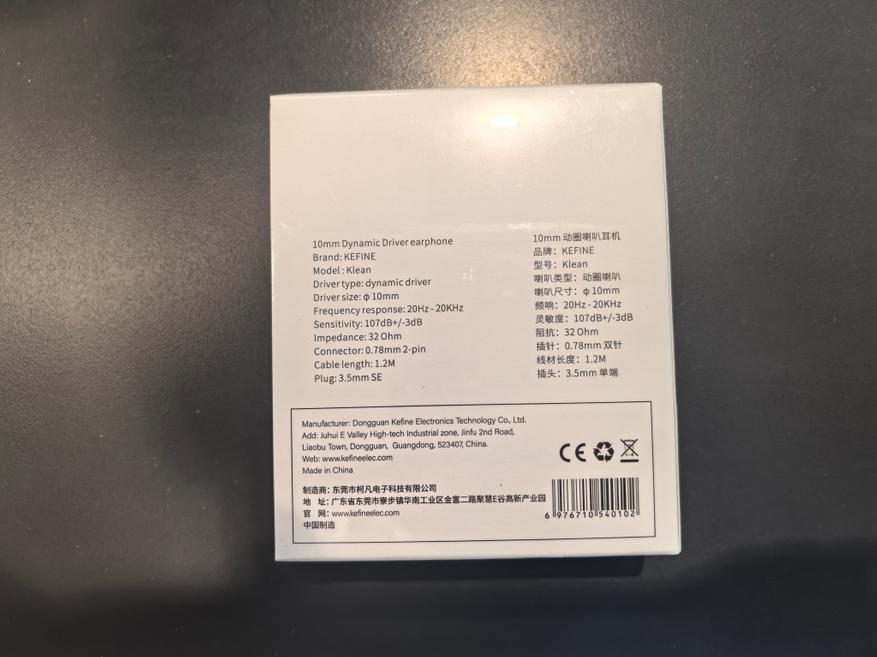 10mm Dynamic Driver earphone
Brand: KEFINE
Model : Klean
Driver type: dynamic driver
Driver size: φ 10mm
Frequency response: 20Hz - 20KHz
Sensitivity: 107dB+/-3dB
Impedance: 32 Ohm
Connector: 0.78mm 2-pin
Cable length: 1.2M
Plug: 3.5mm SE
10mm 动圈喇叭耳机
品牌：KEFINE
型号：Klean
喇叭类型：动圈喇叭
喇叭尺寸：φ 10mm
频响：20Hz - 20KHz
灵敏度：107dB+/-3dB
阻抗：32 Ohm
插针：0.78mm 双针
线材长度：1.2M
插头：3.5mm 单端
Manufacturer: Dongguan Kefine Electronics Technology Co., Ltd.
Add: Juhui E Valley High-tech Industrial zone, Jinfu 2nd Road,
Liaobu Town, Dongguan, Guangdong, 523407, China.
Web: www.kefineelec.com
Made in China
制造商：东莞市柯凡电子科技有限公司
地 址：广东省东莞市寮步镇华南工业区金富二路聚慧E谷高新产业园
官 网：www.kefineelec.com
中国制造
CE
6 976710 540102